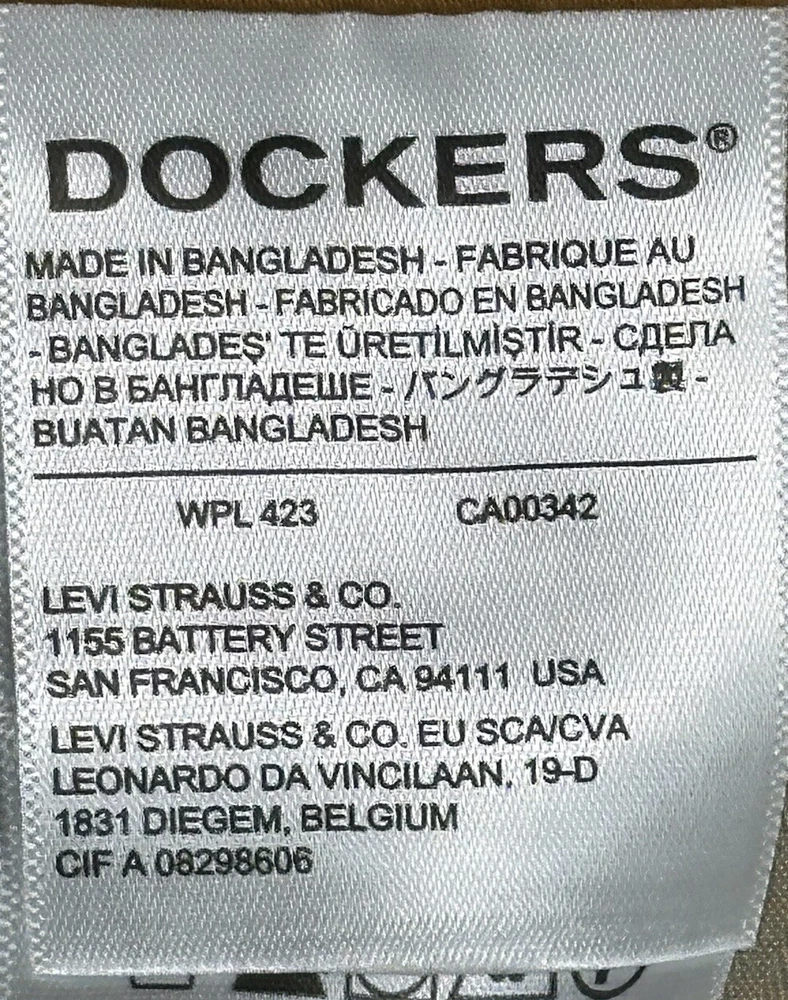 DOCKERS®
MADE IN BANGLADESH - FABRIQUE AU
BANGLADESH - FABRICADO EN BANGLADESH
- BANGLADEŞ' TE ÜRETİLMİŞTİR - СДЕЛА
НО В БАНГЛАДЕШЕ - バングラデシュ製 -
BUATAN BANGLADESH
WPL 423 CA00342
LEVI STRAUSS & CO.
1155 BATTERY STREET
SAN FRANCISCO, CA 94111 USA
LEVI STRAUSS & CO. EU SCA/CVA
LEONARDO DA VINCILAAN, 19-D
1831 DIEGEM, BELGIUM
CIF A 08298606